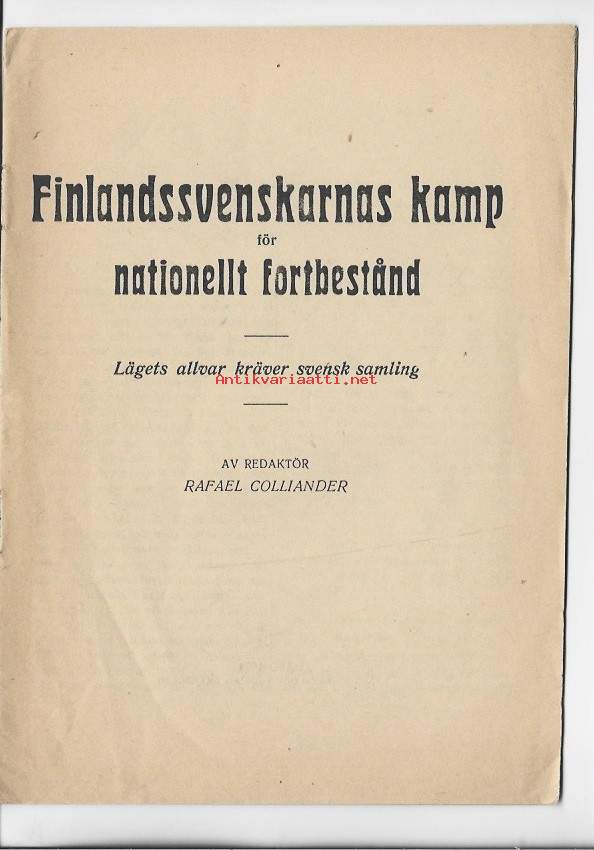 Finlandssvenskarnas kamp
för
nationellt fortbestånd
Lägets allvar kräver svensk samling
Antikvariaatti.net
AV REDAKTÖR
RAFAEL COLLIANDER